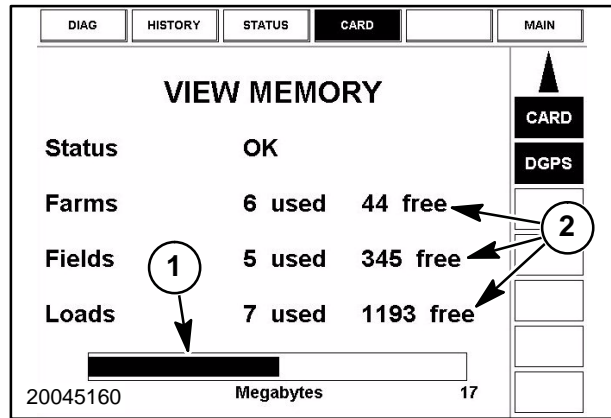 DIAG HISTORY STATUS CARD MAIN
VIEW MEMORY
CARD
Status OK
DGPS
Farms 6 used 44 free
2
Fields 1 5 used 345 free
Loads 7 used 1193 free
20045160 Megabytes 17